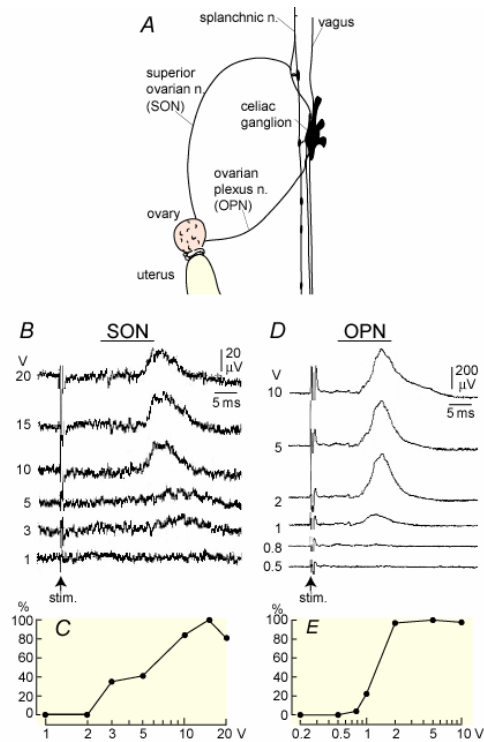 A
splanchnic n.
vagus
superior
ovarian n.
(SON)
celiac
ganglion
ovarian
plexus n.
(OPN)
ovary
uterus
B
SON
V
20
µV
5 ms
20
15
10
5
3
1
stim.
D
OPN
V
200
µV
5 ms
10
5
2
1
0.8
0.5
stim.
C
%
100
80
60
40
20
0
1 2 3 5 10 20 V
E
%
100
80
60
40
20
0
0.2 0.5 1 2 5 10 V